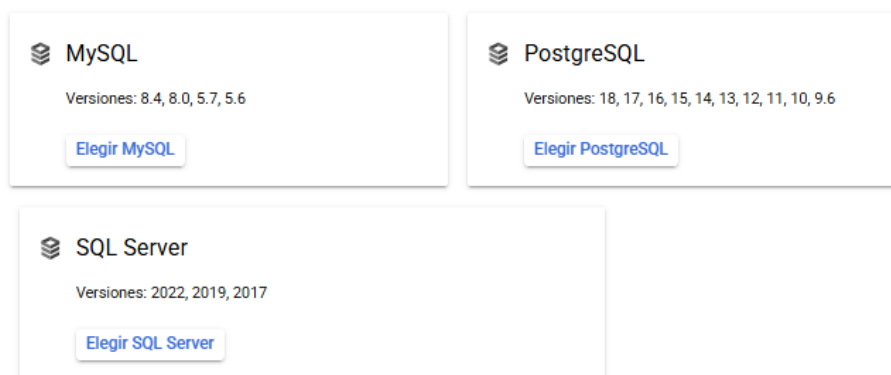 MySQL
Versiones: 8.4, 8.0, 5.7, 5.6
Elegir MySQL
PostgreSQL
Versiones: 18, 17, 16, 15, 14, 13, 12, 11, 10, 9.6
Elegir PostgreSQL
SQL Server
Versiones: 2022, 2019, 2017
Elegir SQL Server